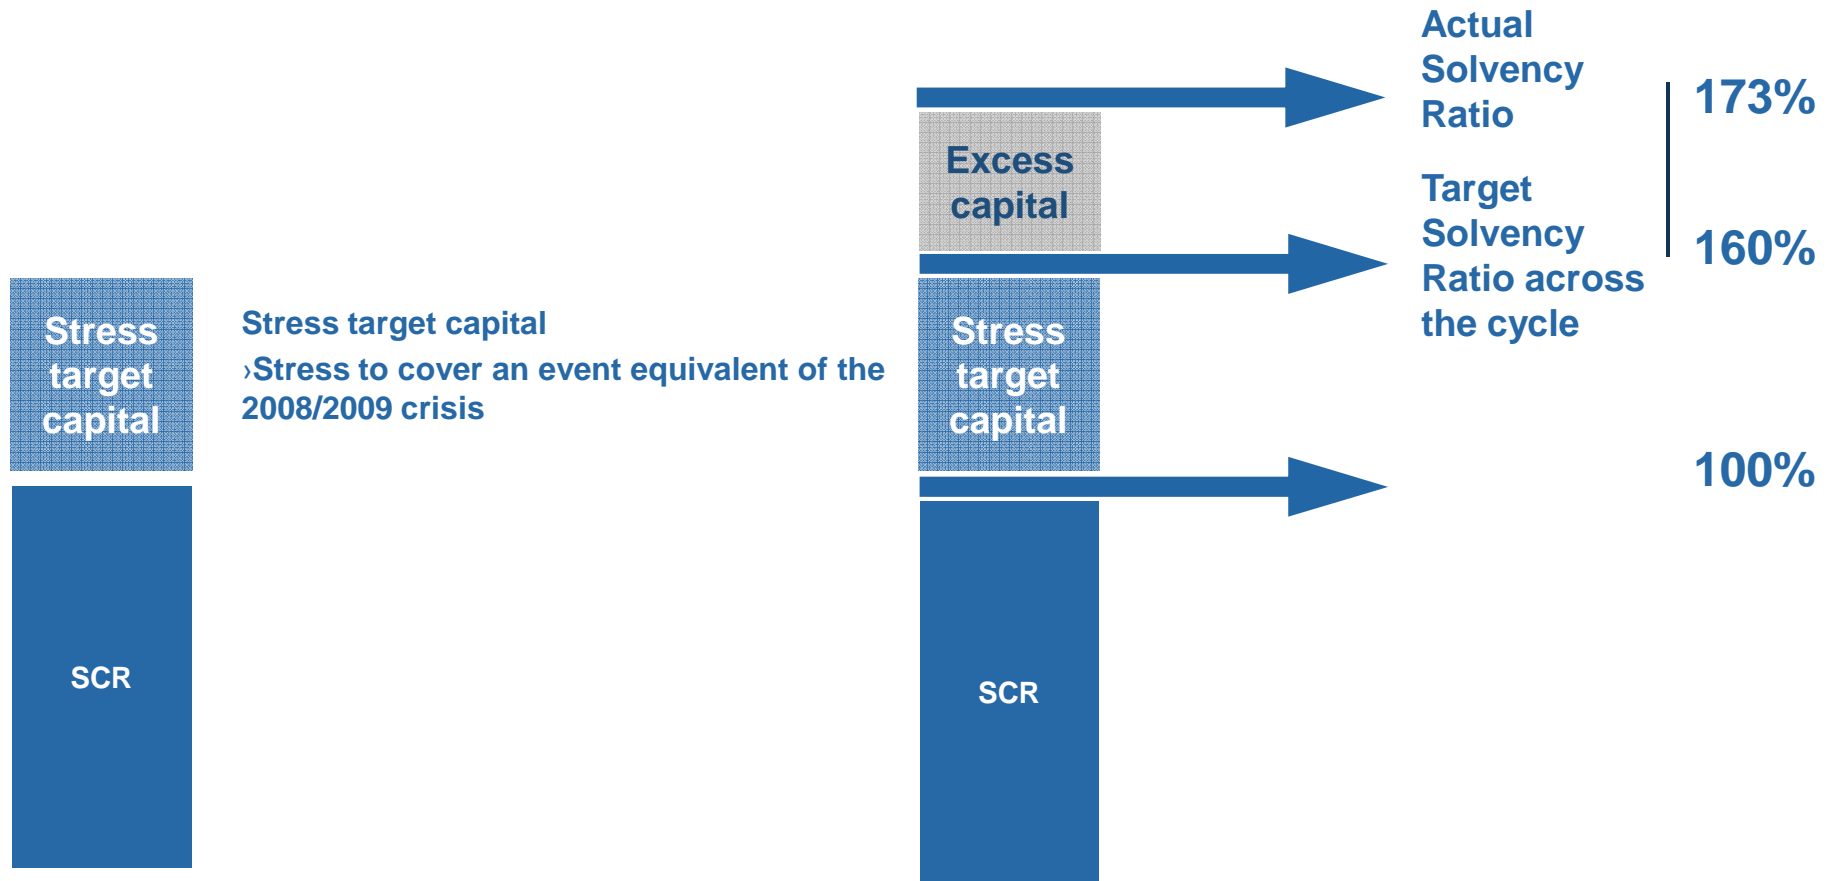 Stress
target
capital
SCR
Stress target capital
›Stress to cover an event equivalent of the
2008/2009 crisis
Excess
capital
Stress
target
capital
SCR
Actual
Solvency
Ratio
173%
Target
Solvency
Ratio across
the cycle
160%
100%